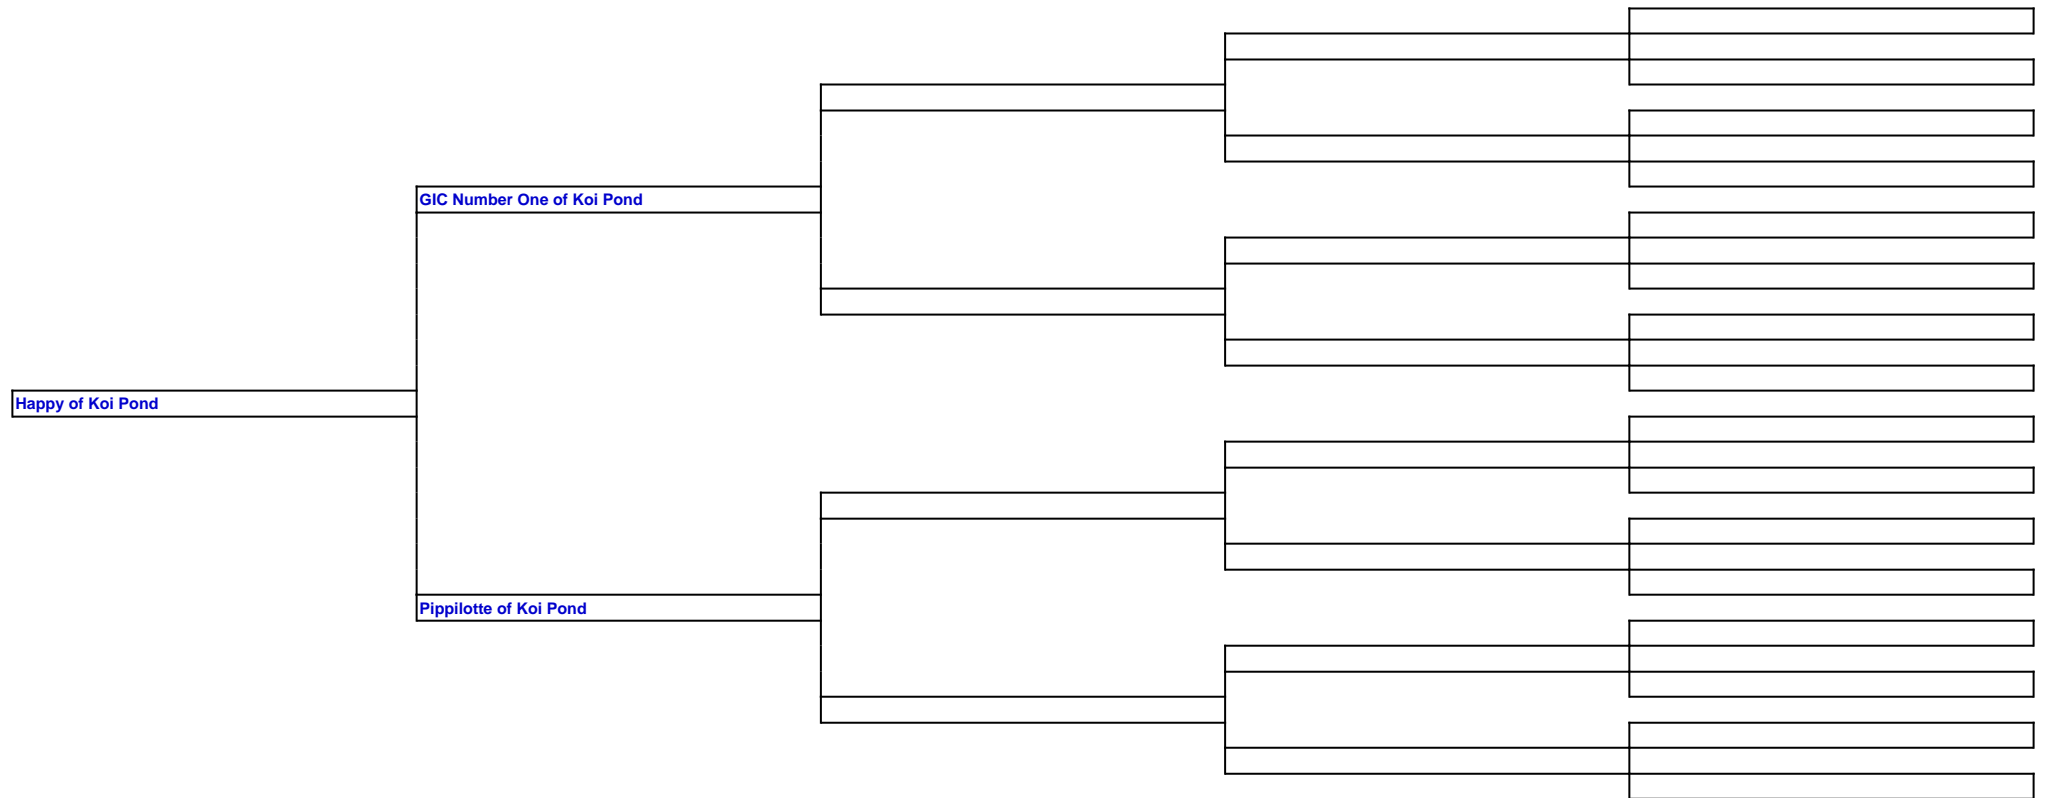 GIC Number One of Koi Pond
Happy of Koi Pond
Pippilotte of Koi Pond